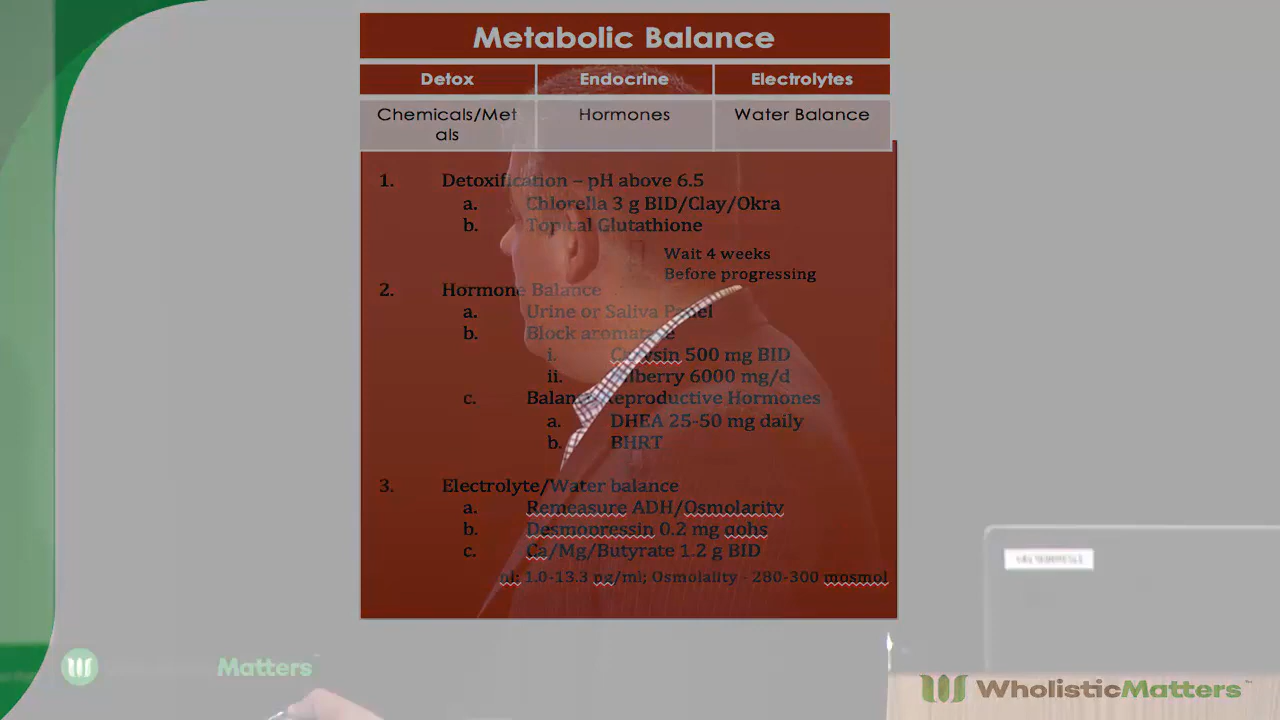 Metabolic Balance
Detox Endocrine Electrolytes
Chemicals/Met
als
Hormones
Water Balance
1. Detoxification – pH above 6.5
a. Chlorella 3 g BID/Clay/Okra
b. Topical Glutathione
Wait 4 weeks
Before progressing
2. Hormone Balance
a. Urine or Saliva Panel
b. Block aromatase
i. 500 mg BID
ii. 6000 mg/d
c. Balance Reproductive Hormones
a. DHEA 25-50 mg daily
b. BHRT
3. Electrolyte/Water balance
a. Remeasure ADH/Osmolarity
b. Desmopressin 0.2 mg qohs
c. Ca/Mg/Butyrate 1.2 g BID
nl: 1.0-13.3 pg/ml; Osmolality - 280-300 mosmol
Matters
WholisticMatters™